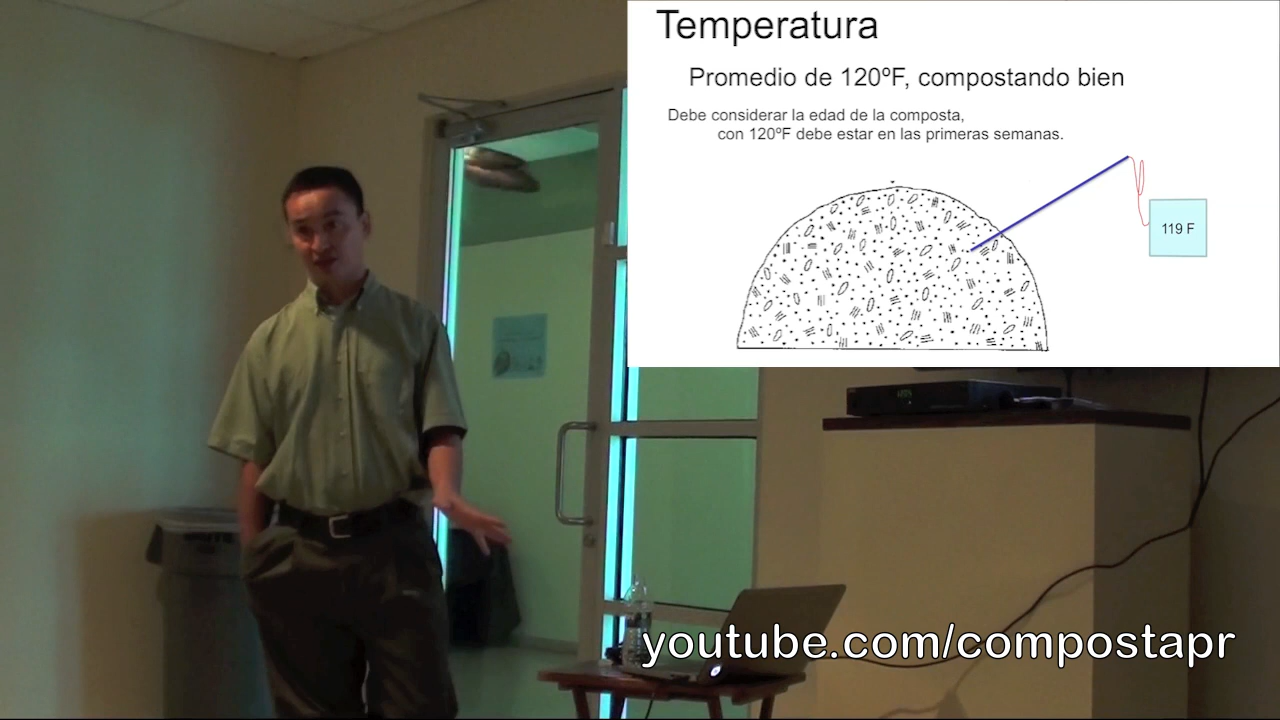 Temperatura
Promedio de 120ºF, compostando bien
Debe considerar la edad de la composta,
con 120ºF debe estar en las primeras semanas.
119 F
youtube.com/compostapr